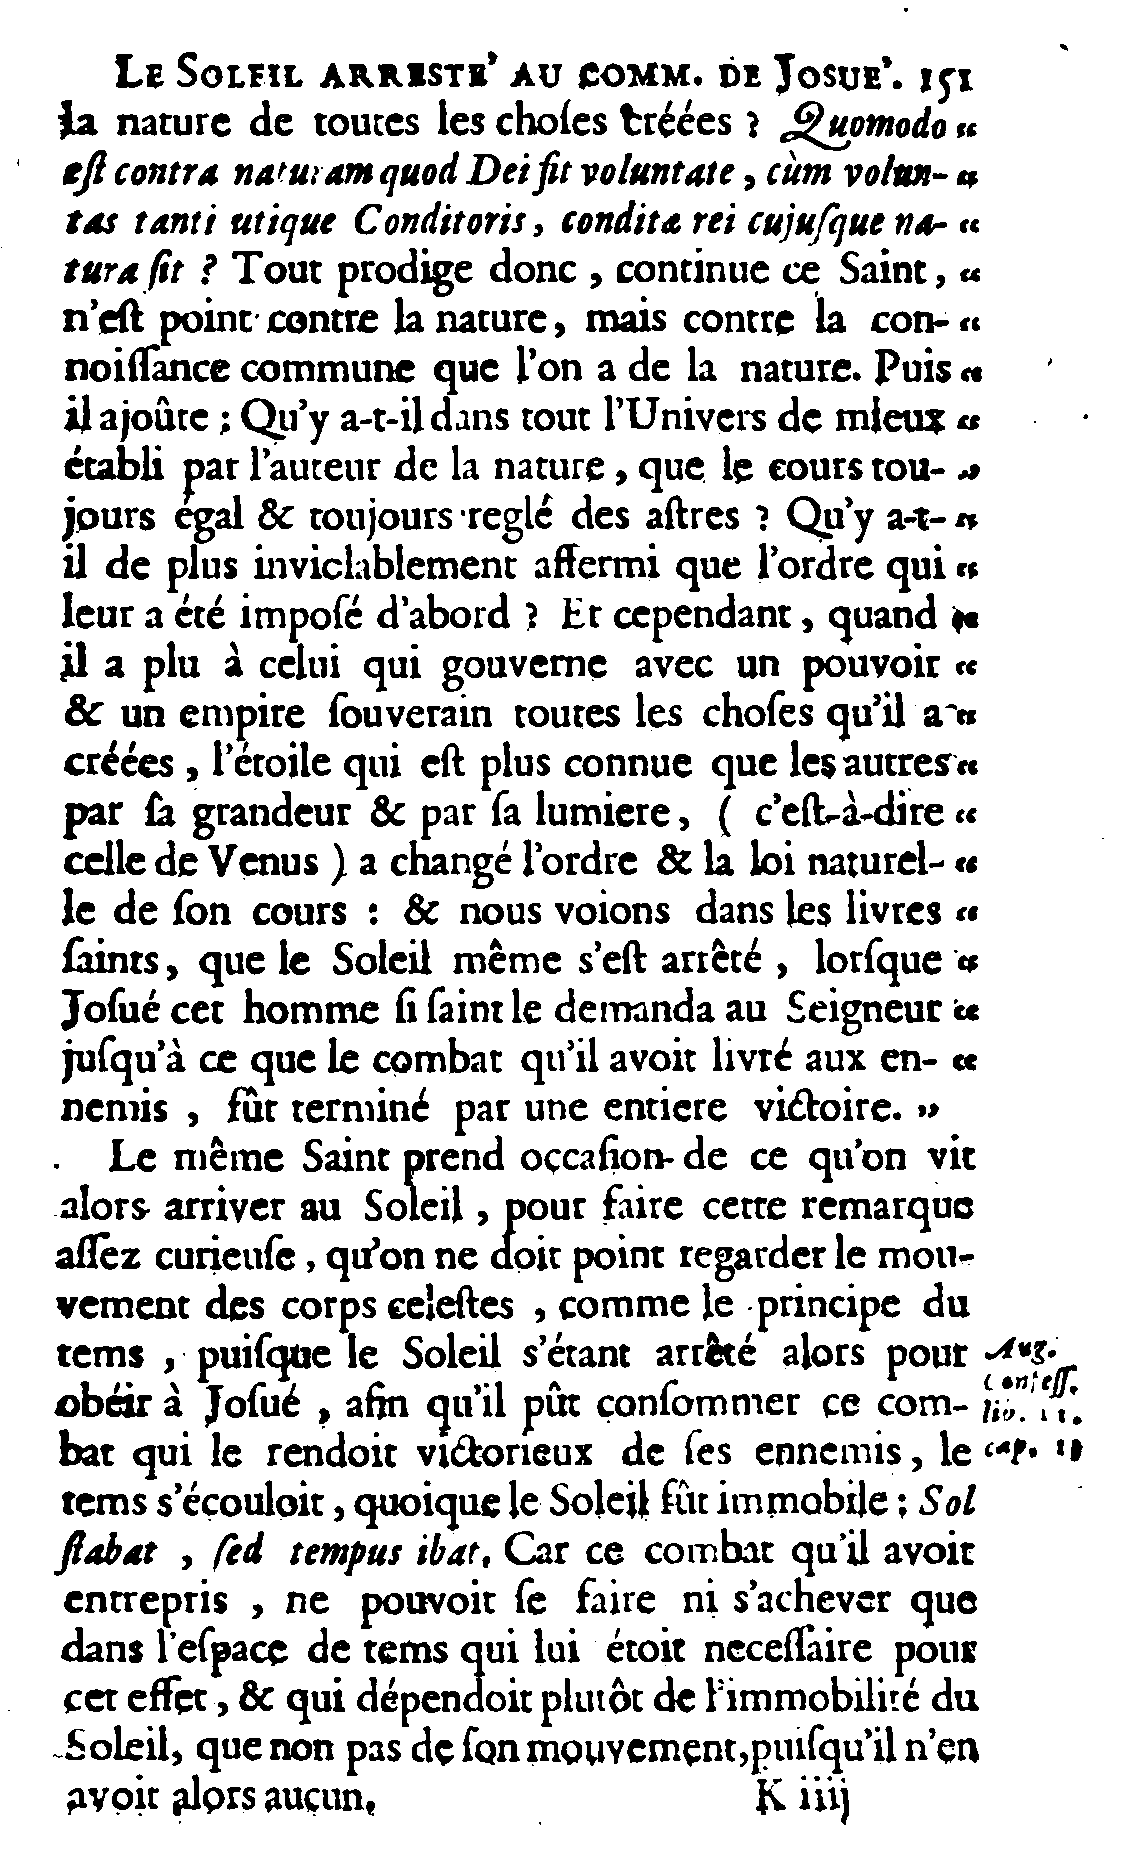 LE SOLEIL ARRESTE' AU COMM. DE JOSUE'. 151
la nature de toutes les choſes créées ? Quomodo “
eſt contra naturam quod Dei fit voluntate, cùm volun- “
tas tanti utique Conditoris, conditæ rei cujuſque na- “
tura ſit ? Tout prodige donc, continue ce Saint, “
n'eſt point contre la nature, mais contre la con- “
noiſſance commune que l'on a de la nature. Puis “
il ajoûte ; Qu'y a-t-il dans tout l'Univers de mieux “
établi par l'auteur de la nature, que le cours tou- ”
jours égal & toujours reglé des aſtres ? Qu'y a-t- “
il de plus inviolablement affermi que l'ordre qui “
leur a été impoſé d'abord ? Et cependant, quand “
il a plu à celui qui gouverne avec un pouvoir “
& un empire ſouverain toutes les choſes qu'il a “
créées, l'étoile qui eſt plus connue que les autres “
par ſa grandeur & par ſa lumiere, ( c'eſt-à-dire “
celle de Venus ) a changé l'ordre & la loi naturel- “
le de ſon cours : & nous voions dans les livres “
ſaints, que le Soleil même s'eſt arrêté, lorſque “
Joſué cet homme ſi ſaint le demanda au Seigneur “
juſqu'à ce que le combat qu'il avoit livré aux en- “
nemis, fût terminé par une entiere victoire. ”
Le même Saint prend occaſion de ce qu'on vit
alors arriver au Soleil, pour faire cette remarque
aſſez curieuſe, qu'on ne doit point regarder le mou-
vement des corps celeſtes, comme le principe du
tems, puiſque le Soleil s'étant arrêté alors pour
obéir à Joſué, afin qu'il pût conſommer ce com-
bat qui le rendoit victorieux de ſes ennemis, le
tems s'écouloit, quoique le Soleil fût immobile ; Sol
ſtabat, ſed tempus ibat. Car ce combat qu'il avoit
entrepris, ne pouvoit ſe faire ni s'achever que
dans l'eſpace de tems qui lui étoit neceſſaire pour
cet effet, & qui dépendoit plutôt de l'immobilité du
Soleil, que non pas de ſon mouvement, puiſqu'il n'en
avoit alors aucun.
K iiij
Aug.
Confeſſ.
lib. 11.
cap.